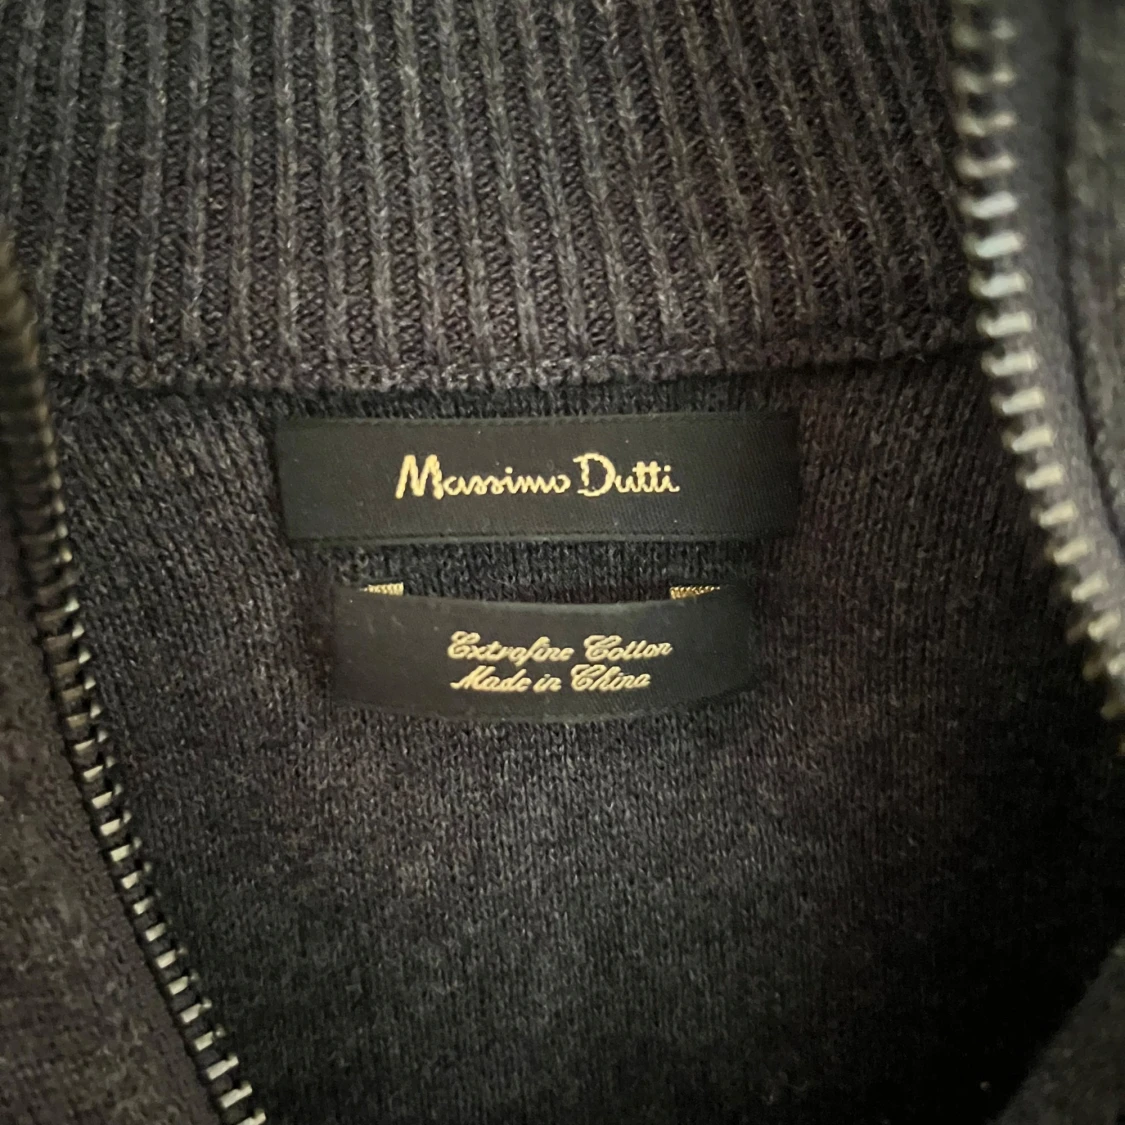 Massimo Dutti
Extrafine Cotton
Made in China